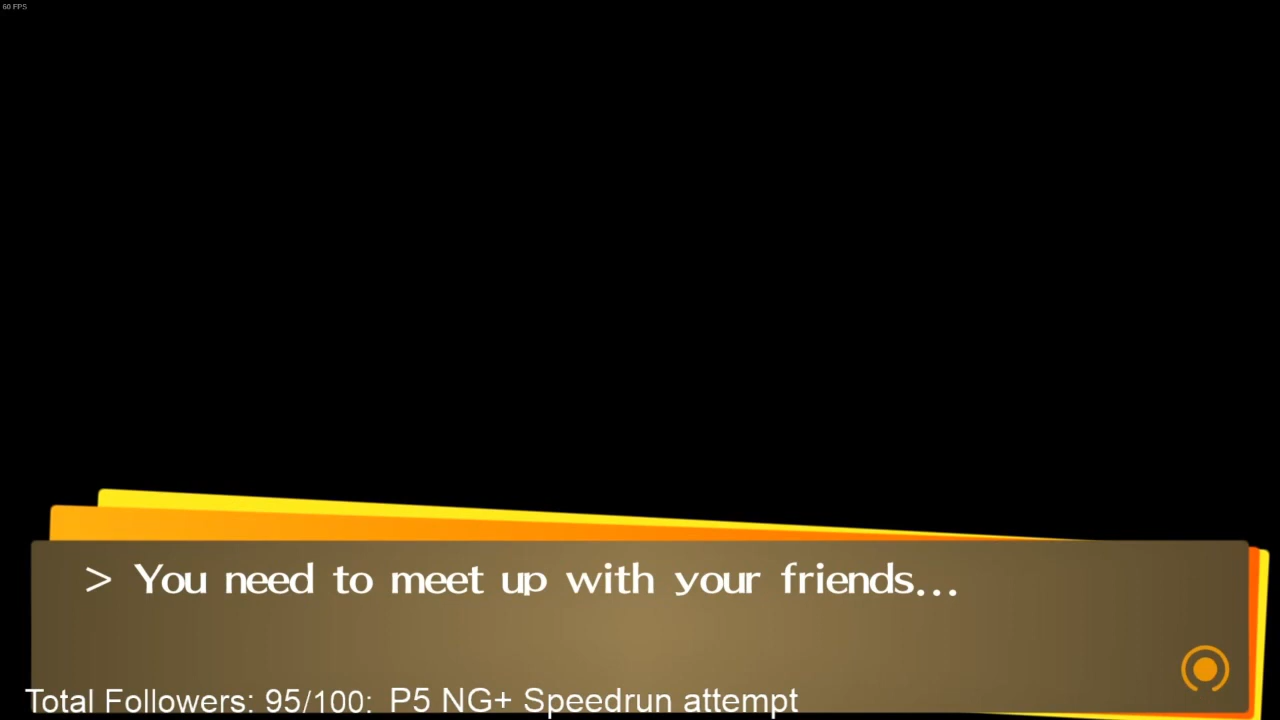 60 FPS
> You need to meet up with your friends...
Total Followers: 95/100: P5 NG+ Speedrun attempt